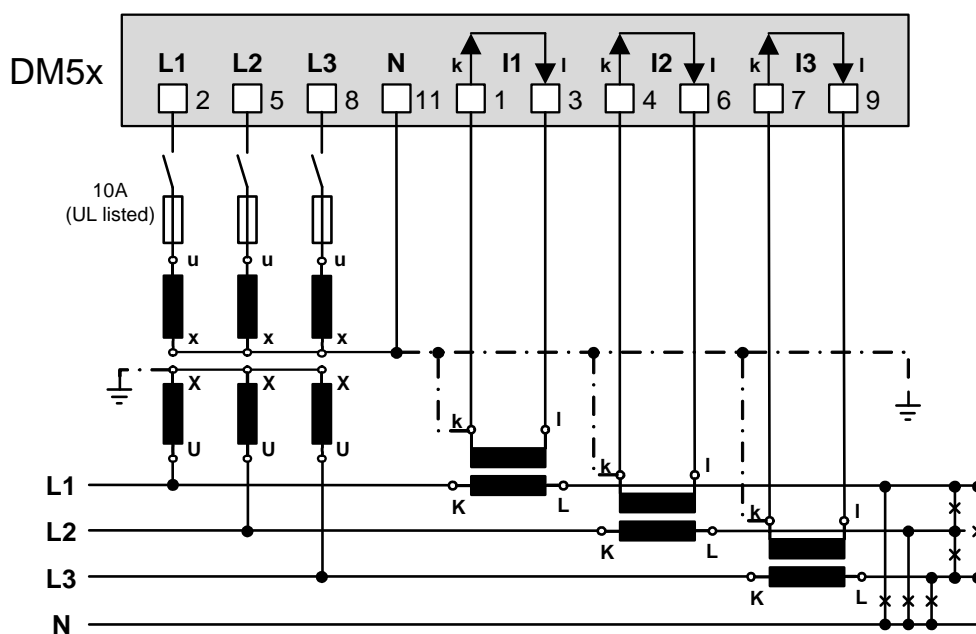 DM5x
L1 L2 L3 N k I1 l k I2 l k I3 l
2 5 8 11 1 3 4 6 7 9
10A
(UL listed)
u u u
x x x
X X X
k l
U U U
k l
L1
K L
k l
L2
K L
L3
K L
N